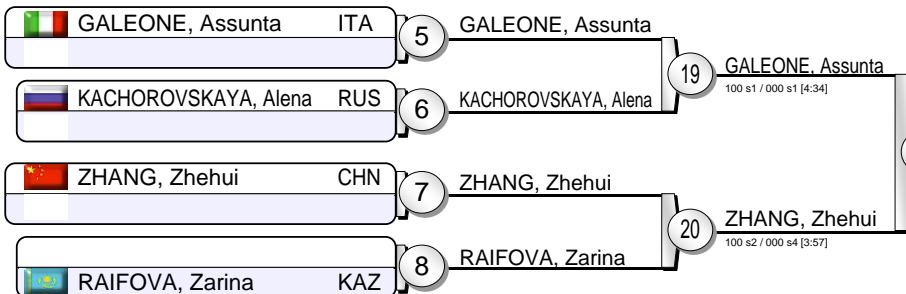 GALEONE, Assunta ITA
5
GALEONE, Assunta
19
GALEONE, Assunta
100 s1 / 000 s1 [4:34]
KACHOROVSKAYA, Alena RUS
6
KACHOROVSKAYA, Alena
ZHANG, Zhehui CHN
7
ZHANG, Zhehui
20
ZHANG, Zhehui
100 s2 / 000 s4 [3:57]
RAIFOVA, Zarina KAZ
8
RAIFOVA, Zarina